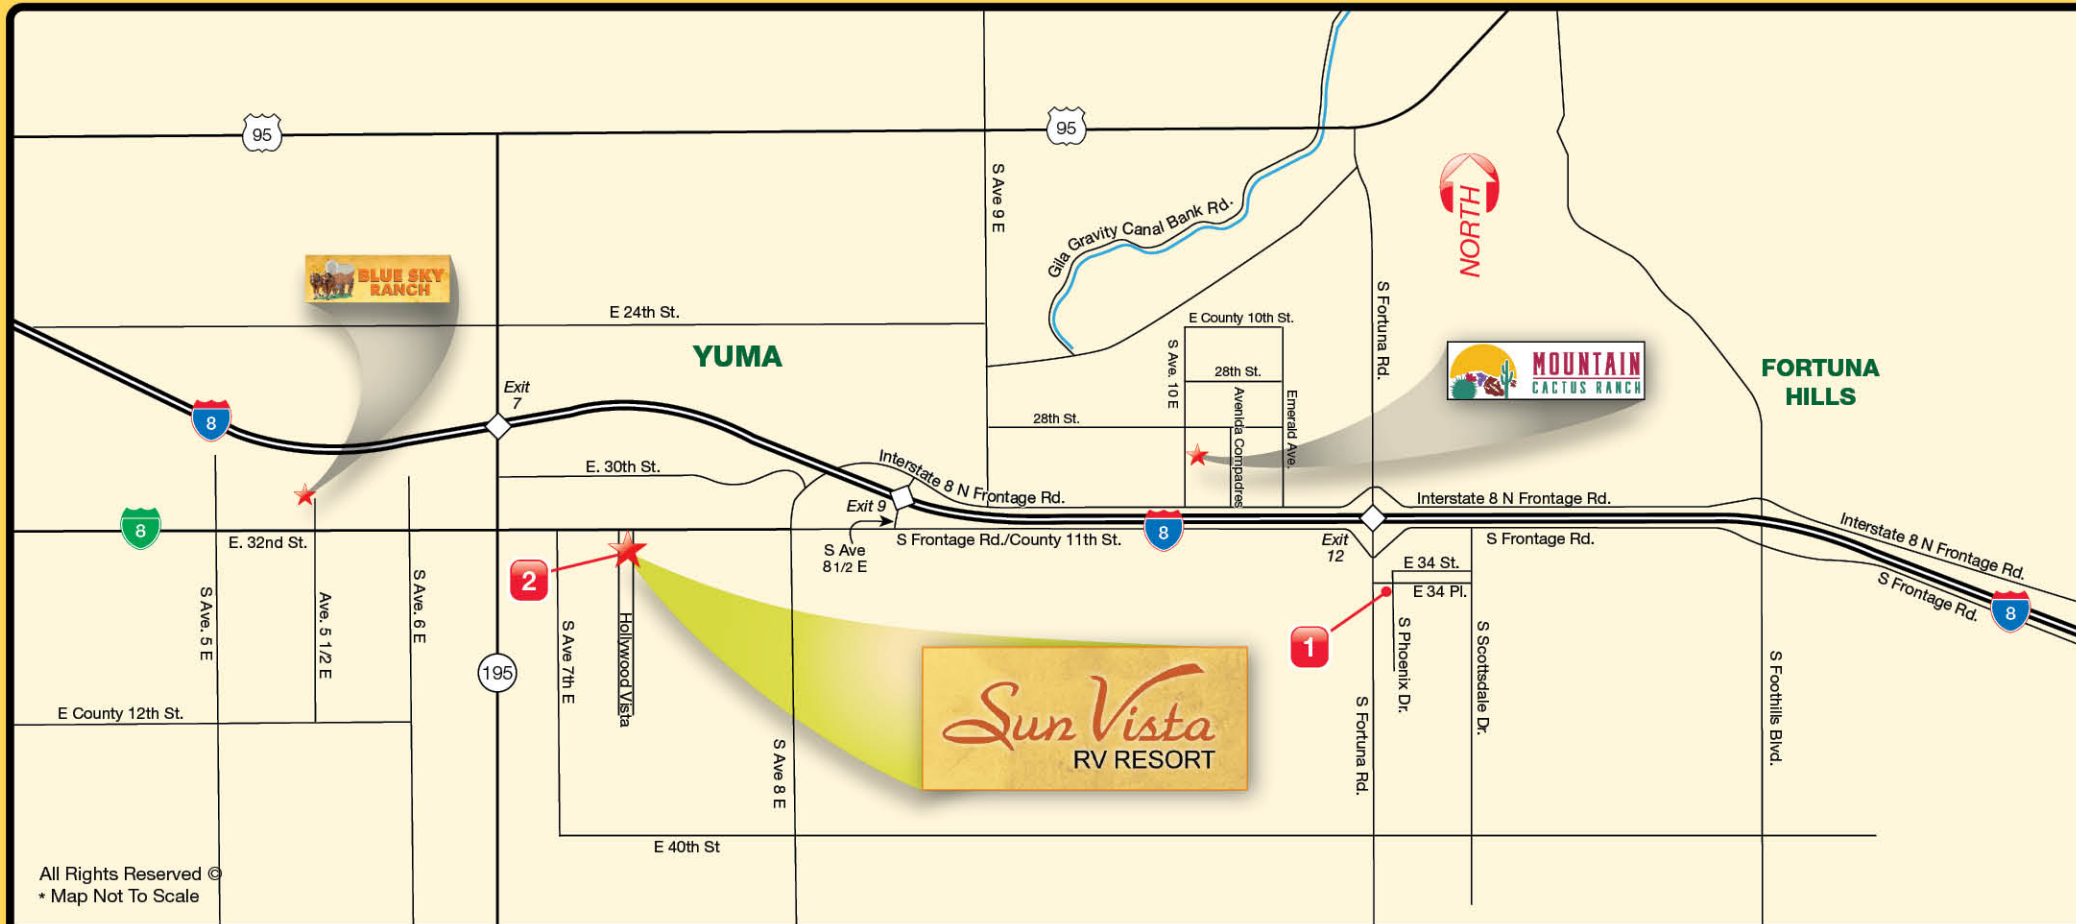 95
95
S Ave 9 E
Gila Gravity Canal Bank Rd.
NORTH
BLUE SKY
RANCH
E 24th St.
YUMA
E County 10th St.
S Ave. 10 E
S Fortuna Rd.
MOUNTAIN
CACTUS RANCH
FORTUNA
HILLS
28th St.
Exit
7
8
28th St.
Avenida Compadres
Emerald Ave.
E. 30th St.
Interstate 8 N Frontage Rd.
Interstate 8 N Frontage Rd.
Interstate 8 N Frontage Rd.
Exit 9
8
E. 32nd St.
S Ave
8 1/2 E
S Frontage Rd./County 11th St.
8
Exit
12
S Frontage Rd.
S Frontage Rd.
8
E 34 St.
E 34 Pl.
2
1
S Ave. 5 E
Ave. 5 1/2 E
S Ave. 6 E
195
S Ave 7th E
Hollywood Vista
S Ave 8 E
Sun Vista
RV RESORT
S Fortuna Rd.
S Phoenix Dr.
S Scottsdale Dr.
S Foothills Blvd.
E County 12th St.
E 40th St
All Rights Reserved ©
* Map Not To Scale